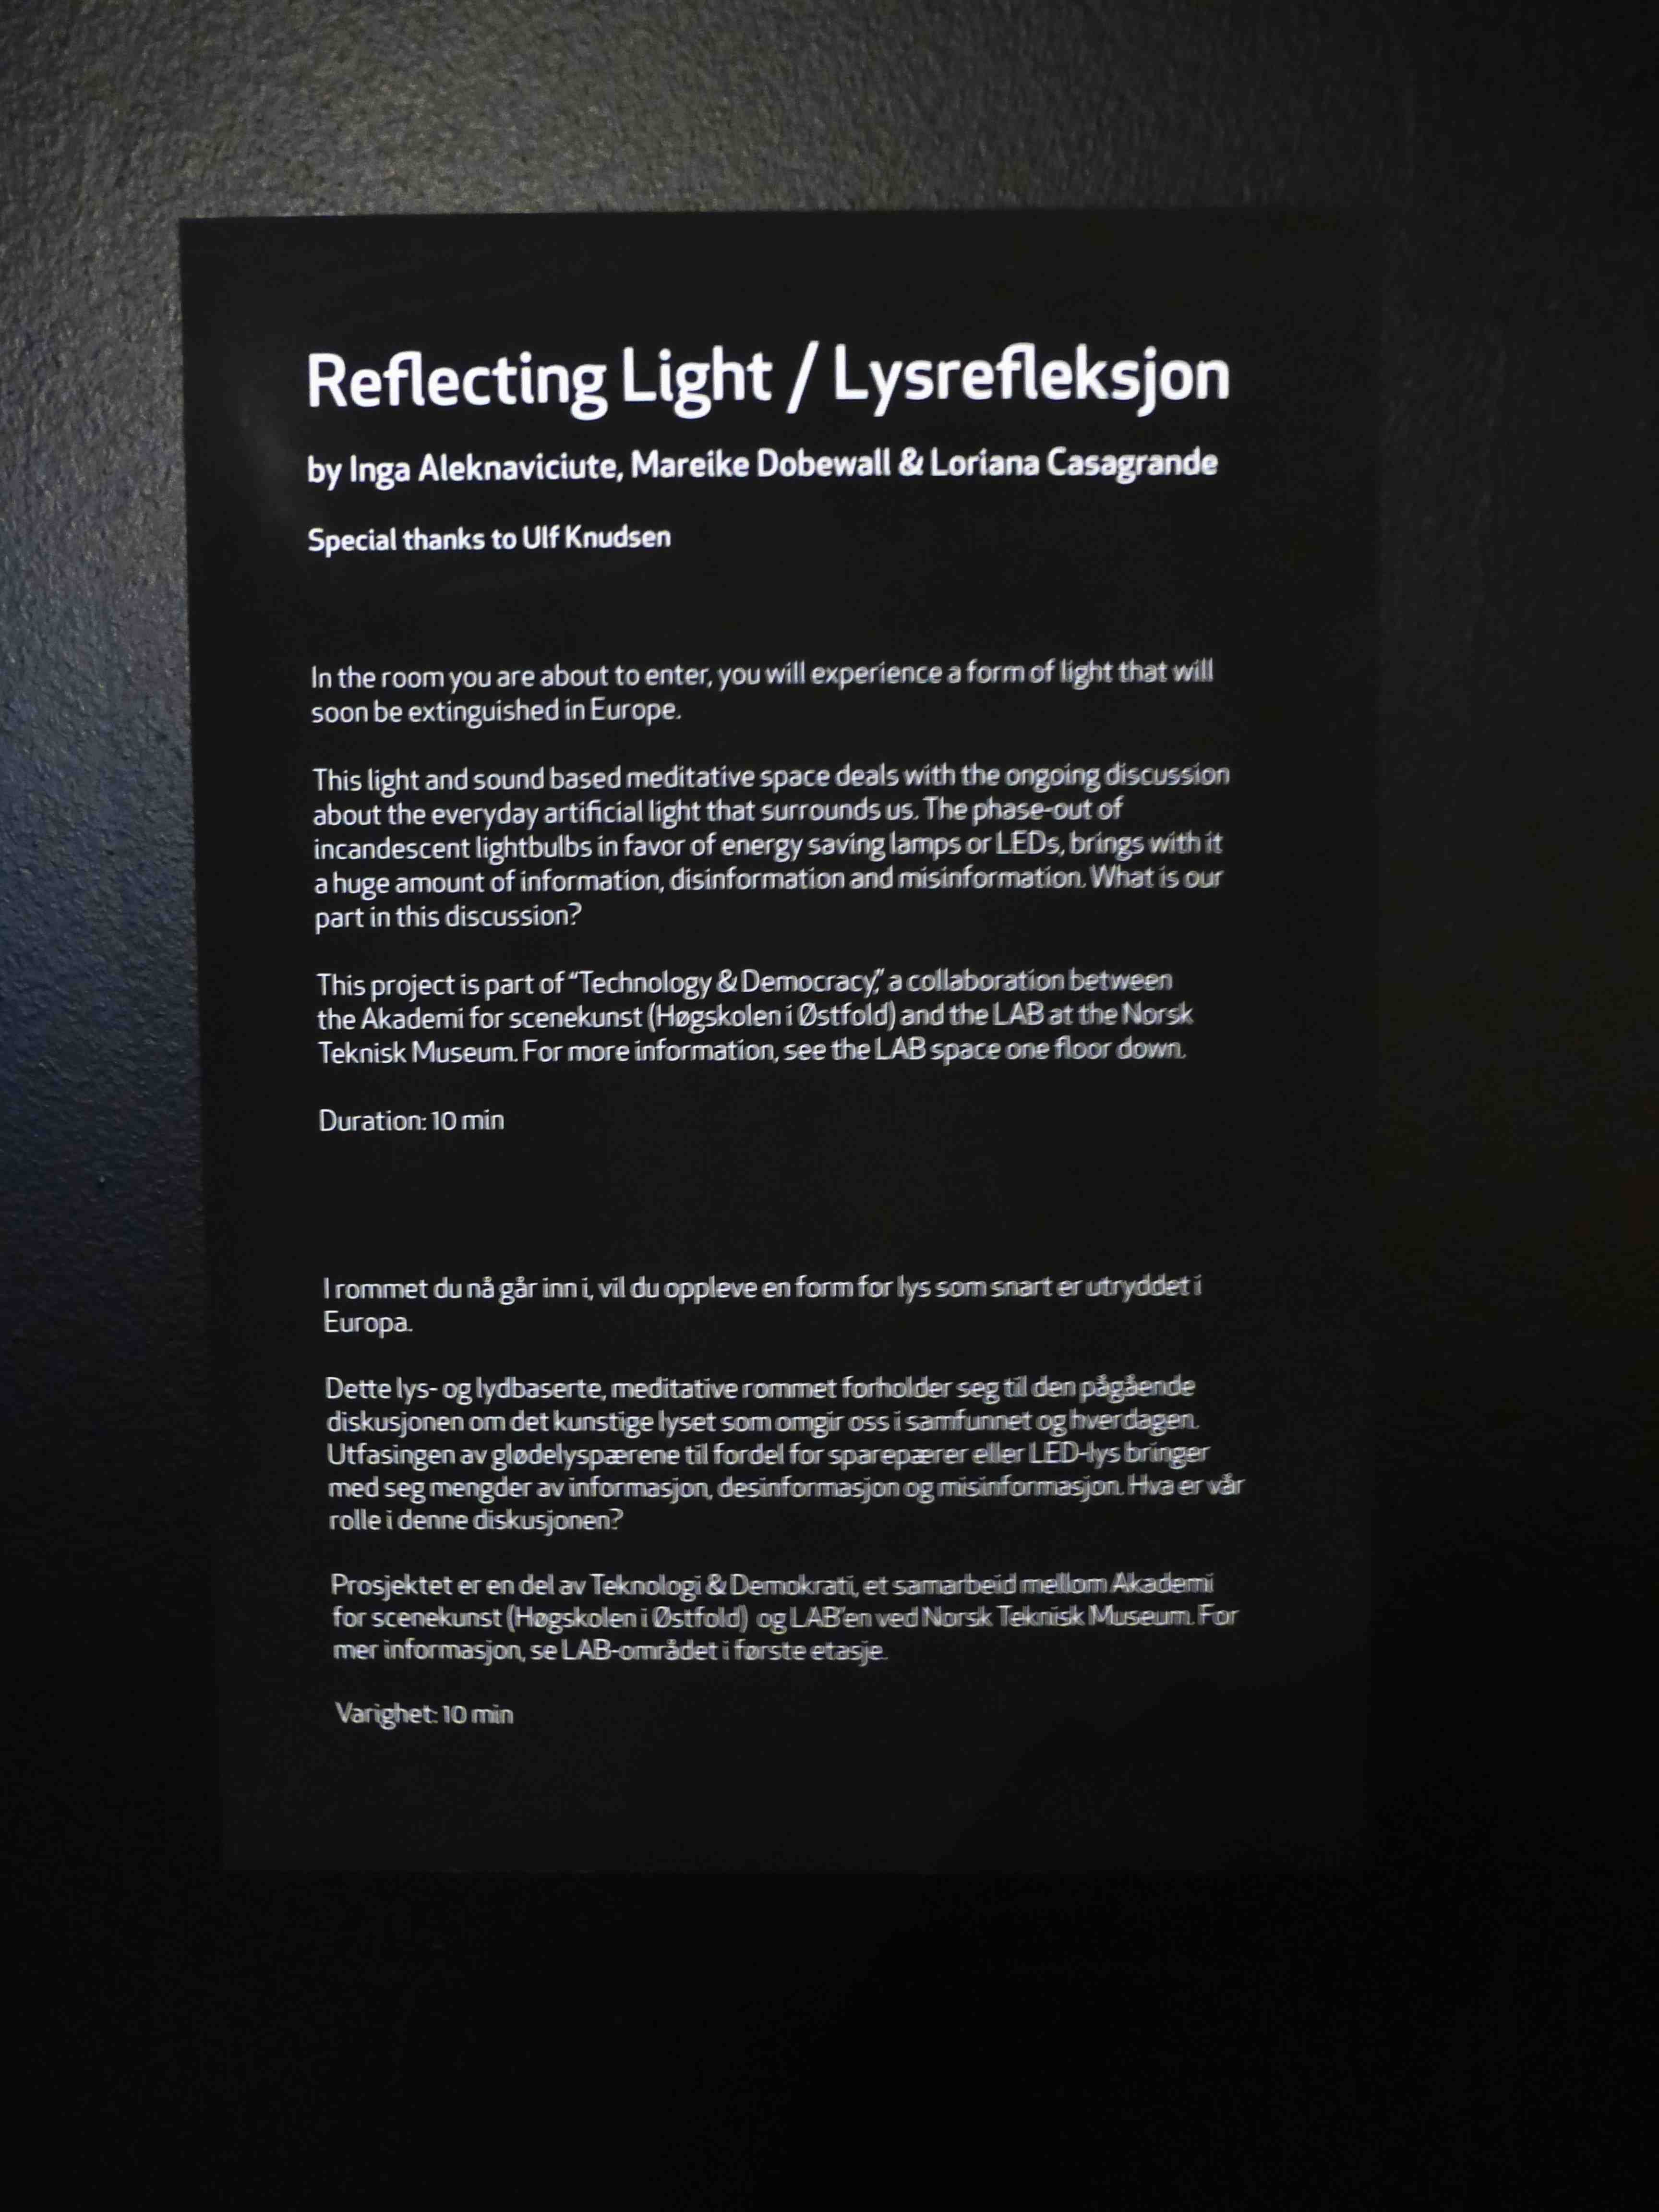 Reflecting Light / Lysrefleksjon
by Inga Aleknaviciute, Mareike Dobewall & Loriana Casagrande
Special thanks to Ulf Knudsen
In the room you are about to enter, you will experience a form of light that will
soon be extinguished in Europe.
This light and sound based meditative space deals with the ongoing discussion
about the everyday artificial light that surrounds us. The phase-out of
incandescent lightbulbs in favor of energy saving lamps or LEDs, brings with it
a huge amount of information, disinformation and misinformation. What is our
part in this discussion?
This project is part of “Technology & Democracy,” a collaboration between
the Akademi for scenekunst (Høgskolen i Østfold) and the LAB at the Norsk
Teknisk Museum. For more information, see the LAB space one floor down.
Duration: 10 min
I rommet du nå går inn i, vil du oppleve en form for lys som snart er utryddet i
Europa.
Dette lys- og lydbaserte, meditative rommet forholder seg til den pågående
diskusjonen om det kunstige lyset som omgir oss i samfunnet og hverdagen.
Utfasingen av glødelyspærene til fordel for sparepærer eller LED-lys bringer
med seg mengder av informasjon, desinformasjon og misinformasjon. Hva er vår
rolle i denne diskusjonen?
Prosjektet er en del av Teknologi & Demokrati, et samarbeid mellom Akademi
for scenekunst (Høgskolen i Østfold) og LAB'en ved Norsk Teknisk Museum. For
mer informasjon, se LAB-området i første etasje.
Varighet: 10 min